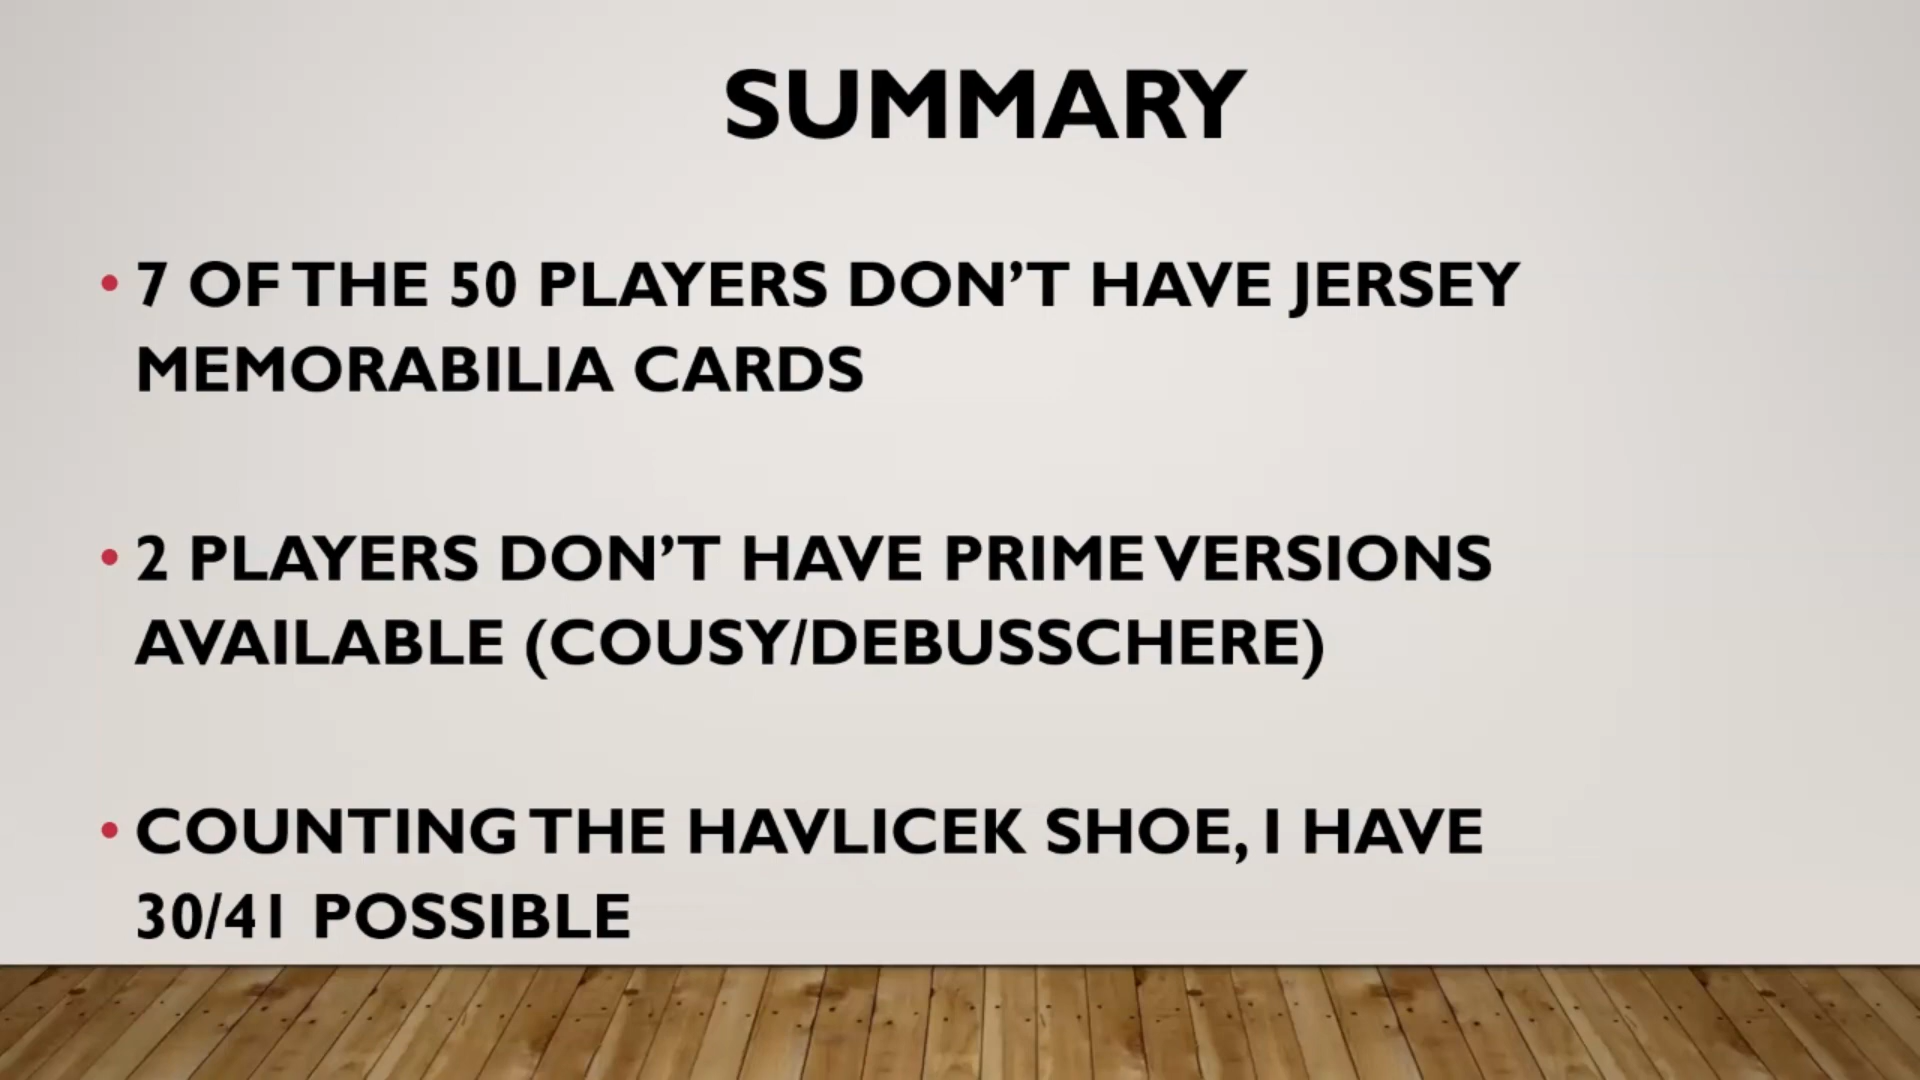 SUMMARY
• 7 OF THE 50 PLAYERS DON'T HAVE JERSEY
MEMORABILIA CARDS
• 2 PLAYERS DON'T HAVE PRIME VERSIONS
AVAILABLE (COUSY/DEBUSSCHERE)
• COUNTING THE HAVLICEK SHOE, I HAVE
30/41 POSSIBLE